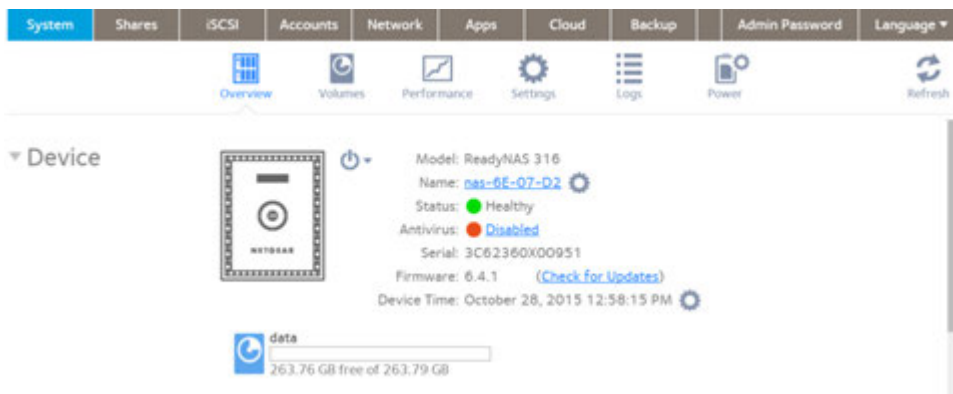 System Shares iSCSI Accounts Network Apps Cloud Backup Admin Password Language
Overview Volumes Performance Settings Logs Power Refresh
Device
NETGEAR
Model: ReadyNAS 316
Name: nas-6E-07-D2
Status: Healthy
Antivirus: Disabled
Serial: 3C62360X00951
Firmware: 6.4.1 (Check for Updates)
Device Time: October 28, 2015 12:58:15 PM
data
263.76 GB free of 263.79 GB